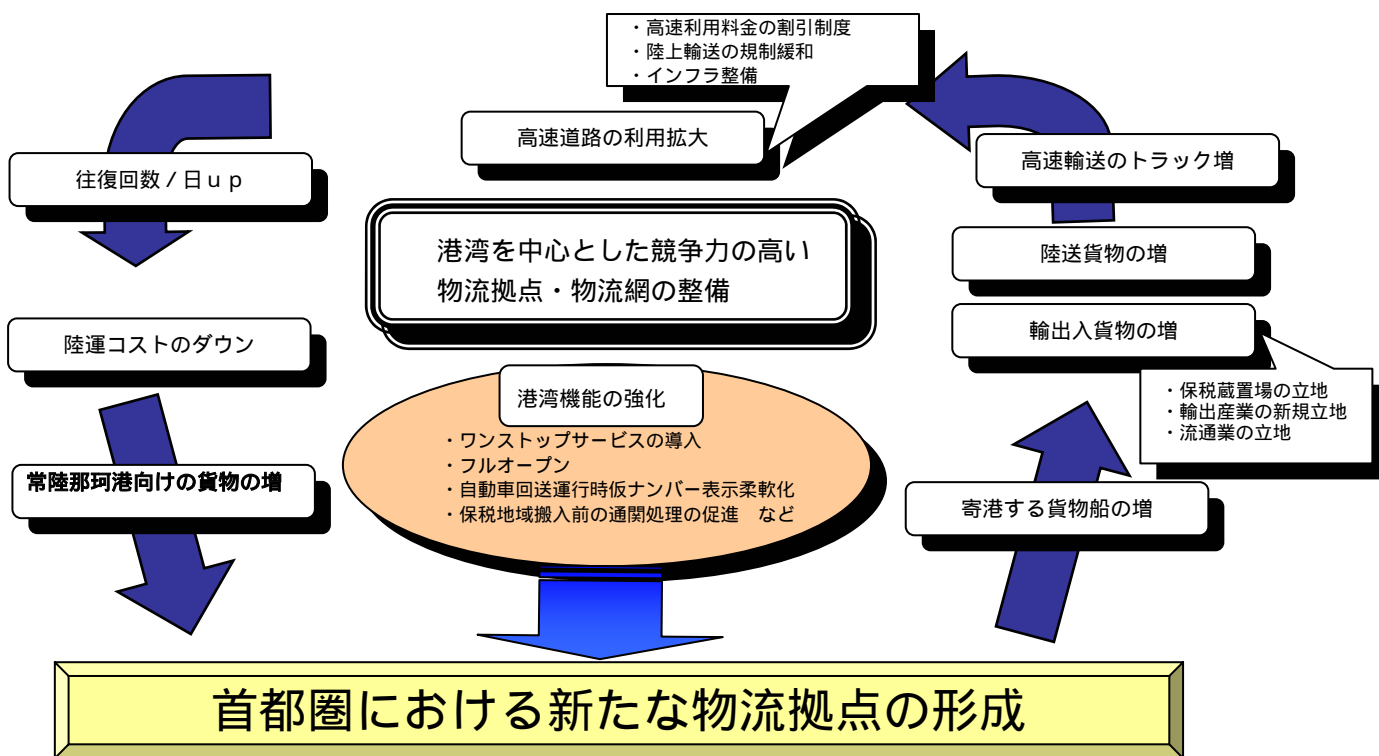 ・高速利用料金の割引制度
・陸上輸送の規制緩和
・インフラ整備
高速道路の利用拡大
高速輸送のトラック増
往復回数/日ｕｐ
陸送貨物の増
港湾を中心とした競争力の高い
物流拠点・物流網の整備
輸出入貨物の増
陸運コストのダウン
・保税蔵置場の立地
・輸出産業の新規立地
・流通業の立地
港湾機能の強化
・ワンストップサービスの導入
・フルオープン
・自動車回送運行時仮ナンバー表示柔軟化
・保税地域搬入前の通関処理の促進　など
常陸那珂港向けの貨物の増
寄港する貨物船の増
首都圏における新たな物流拠点の形成